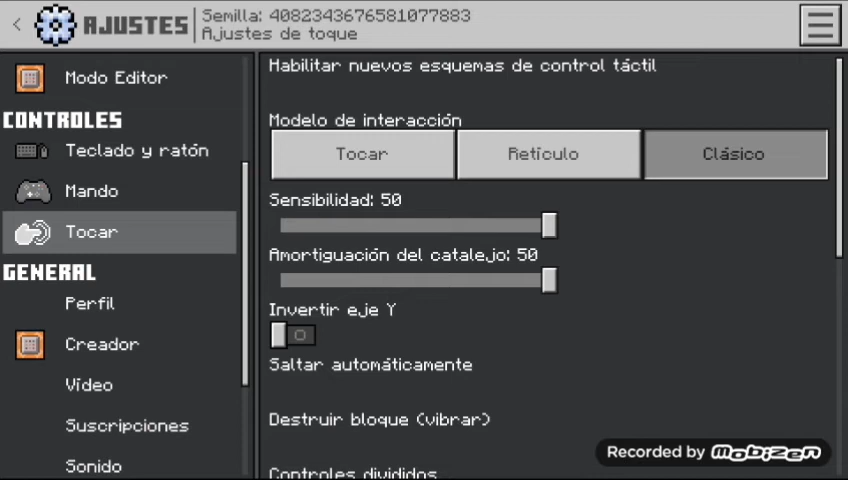 AJUSTES
Semilla: 4082343676581077883
Ajustes de toque
Modo Editor
CONTROLES
Teclado y ratón
Mando
Tocar
GENERAL
Perfil
Creador
Vídeo
Suscripciones
Sonido
Habilitar nuevos esquemas de control táctil
Modelo de interacción
Tocar
Retículo
Clásico
Sensibilidad: 50
Amortiguación del catalejo: 50
Invertir eje Y
Saltar automáticamente
Destruir bloque (vibrar)
Controles divididos
Recorded by mobizen